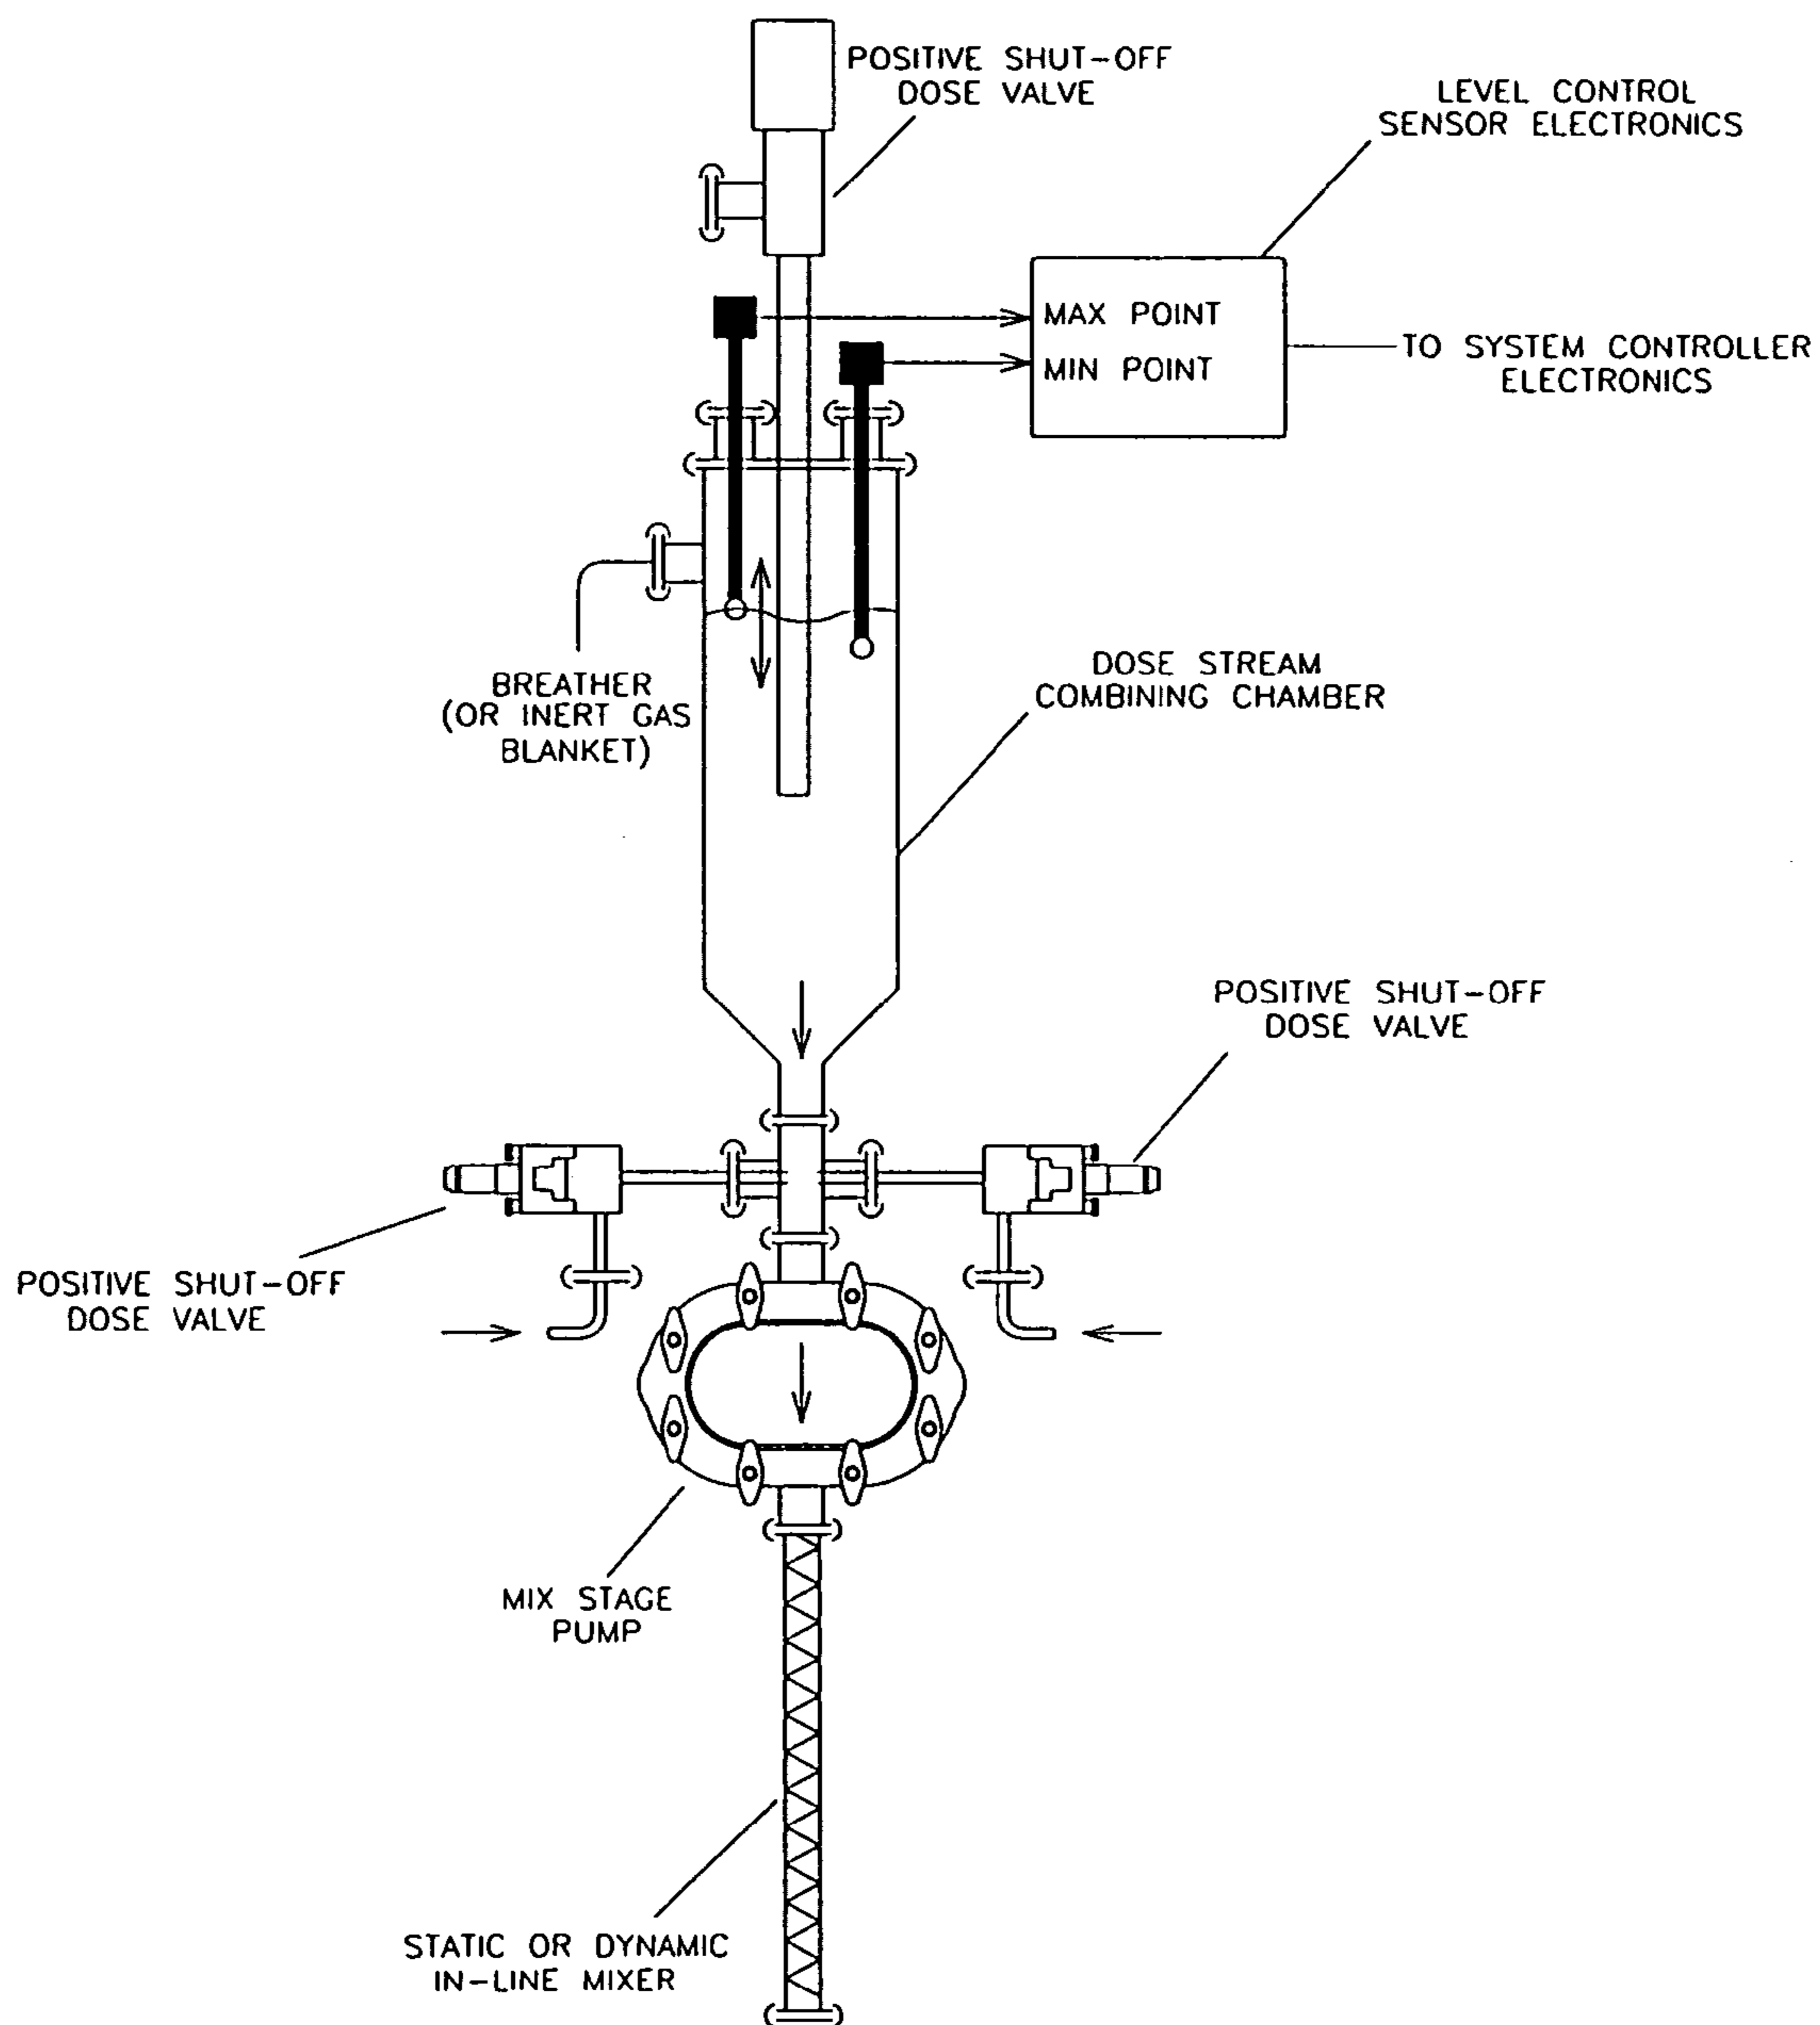 POSITIVE SHUT-OFF
DOSE VALVE
LEVEL CONTROL
SENSOR ELECTRONICS
MAX POINT
MIN POINT
TO SYSTEM CONTROLLER
ELECTRONICS
BREATHER
(OR INERT GAS
BLANKET)
DOSE STREAM
COMBINING CHAMBER
POSITIVE SHUT-OFF
DOSE VALVE
POSITIVE SHUT-OFF
DOSE VALVE
MIX STAGE
PUMP
STATIC OR DYNAMIC
IN-LINE MIXER